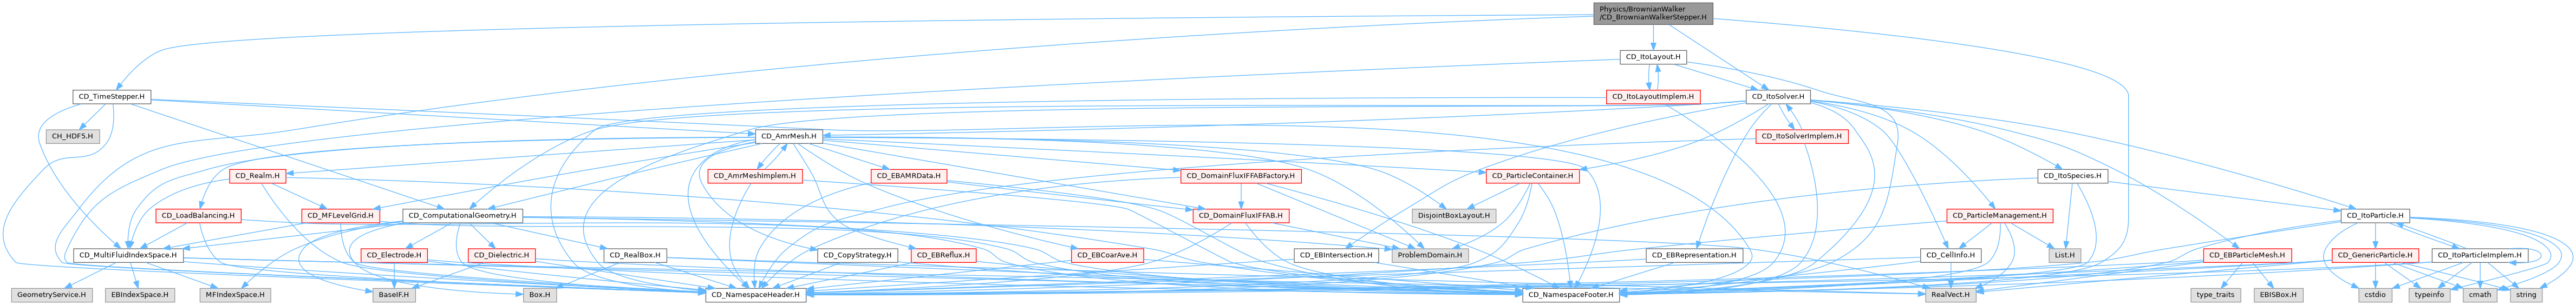 Physics/BrownianWalker
/CD_BrownianWalkerStepper.H
CD_ItoLayout.H
CD_TimeStepper.H
CD_ItoLayoutImplem.H
CD_ItoSolver.H
CH_HDF5.H
CD_AmrMesh.H
CD_ItoSolverImplem.H
CD_Realm.H
CD_AmrMeshImplem.H
CD_EBAMRData.H
CD_DomainFluxIFFABFactory.H
CD_ParticleContainer.H
CD_ItoSpecies.H
CD_LoadBalancing.H
CD_MFLevelGrid.H
CD_ComputationalGeometry.H
CD_DomainFluxIFFAB.H
DisjointBoxLayout.H
CD_ParticleManagement.H
CD_ItoParticle.H
CD_MultiFluidIndexSpace.H
CD_Electrode.H
CD_Dielectric.H
CD_RealBox.H
CD_CopyStrategy.H
CD_EBReflux.H
CD_EBCoarAve.H
CD_EBIntersection.H
ProblemDomain.H
CD_EBRepresentation.H
CD_CellInfo.H
List.H
CD_EBParticleMesh.H
CD_GenericParticle.H
CD_ItoParticleImplem.H
GeometryService.H
EBIndexSpace.H
MFIndexSpace.H
BaseIF.H
Box.H
CD_NamespaceHeader.H
CD_NamespaceFooter.H
RealVect.H
type_traits
EBISBox.H
cstdio
typeinfo
cmath
string